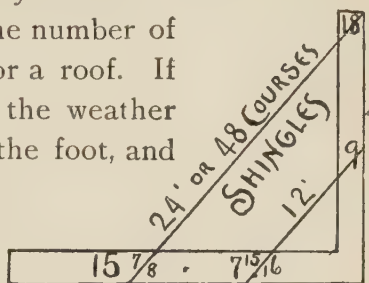 ne number of
or a roof. If
the weather
the foot, and
18
24' OR 48 COURSES
SHINGLES
9
12'
15 7/8 . 7 15/16